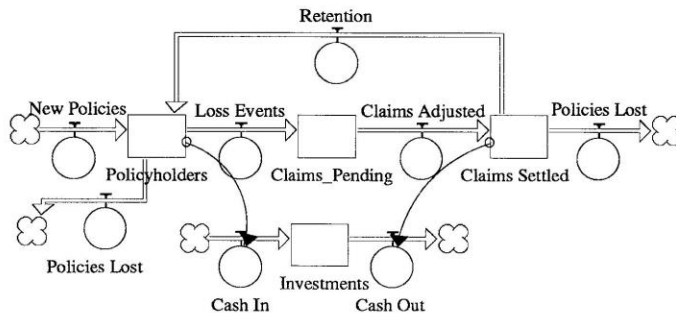 Retention
New Policies
Loss Events
Claims Adjusted
Policies Lost
Policyholders
Claims_Pending
Claims Settled
Policies Lost
Investments
Cash In
Cash Out